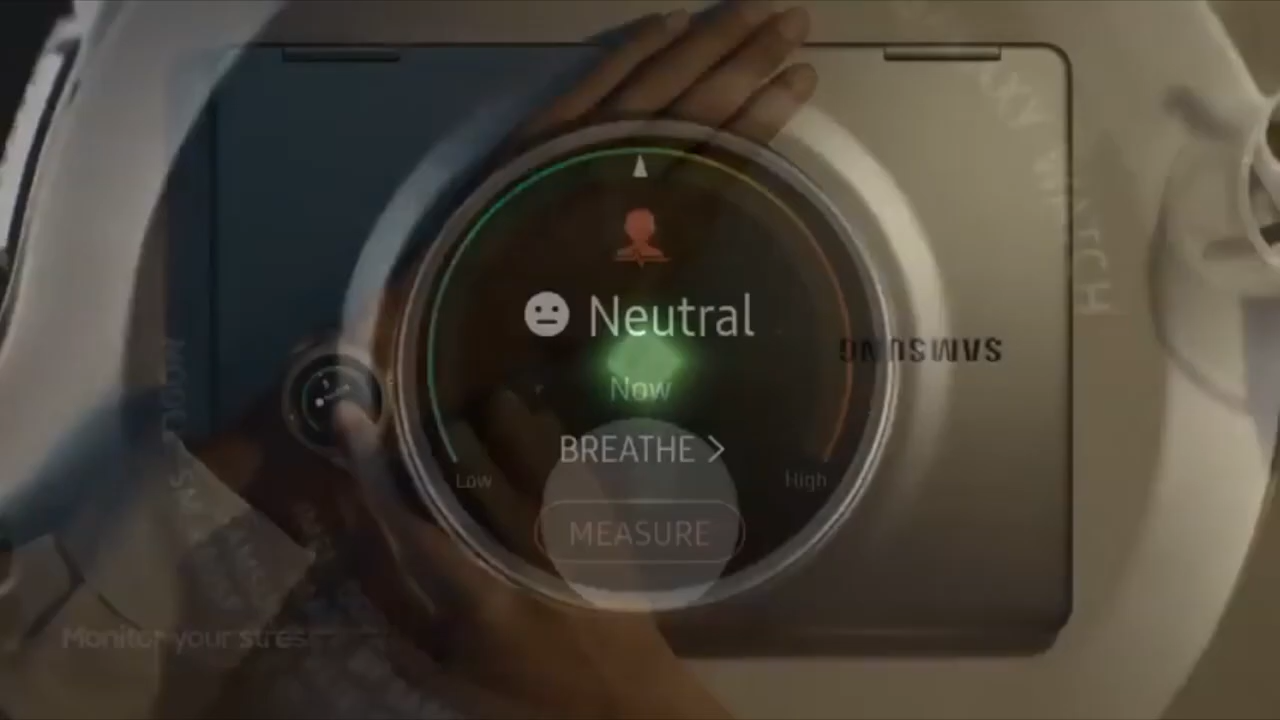 Neutral
Now
BREATHE >
Low
High
MEASURE
SAMSUNG
Monitor your stres